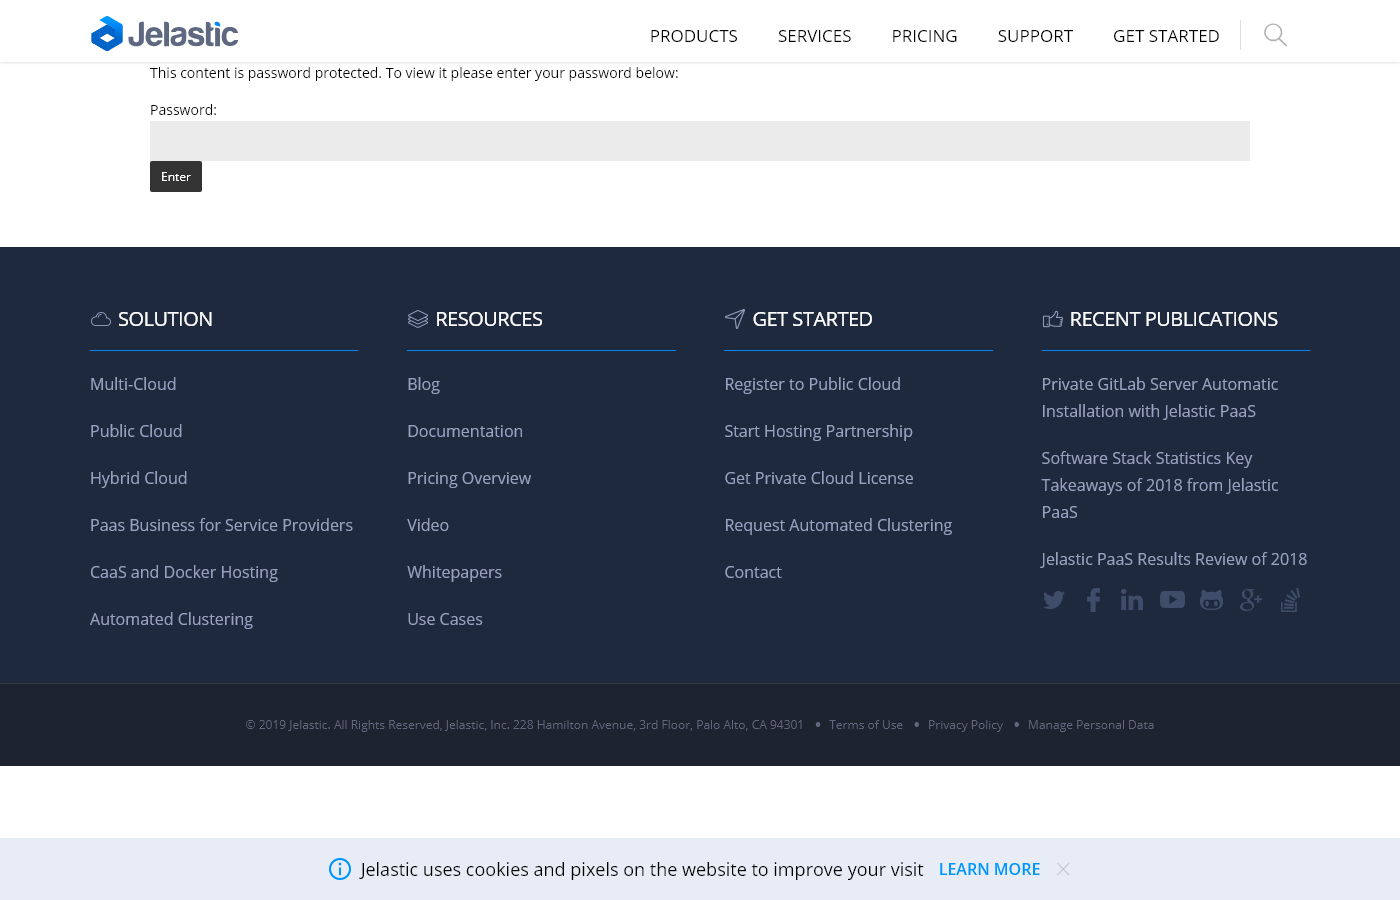 Jelastic
PRODUCTS
SERVICES
PRICING
SUPPORT
GET STARTED
This content is password protected. To view it please enter your password below:
Password:
Enter
SOLUTION
Multi-Cloud
Public Cloud
Hybrid Cloud
Paas Business for Service Providers
CaaS and Docker Hosting
Automated Clustering
RESOURCES
Blog
Documentation
Pricing Overview
Video
Whitepapers
Use Cases
GET STARTED
Register to Public Cloud
Start Hosting Partnership
Get Private Cloud License
Request Automated Clustering
Contact
RECENT PUBLICATIONS
Private GitLab Server Automatic
Installation with Jelastic PaaS
Software Stack Statistics Key
Takeaways of 2018 from Jelastic
PaaS
Jelastic PaaS Results Review of 2018
© 2019 Jelastic. All Rights Reserved, Jelastic, Inc. 228 Hamilton Avenue, 3rd Floor, Palo Alto, CA 94301 • Terms of Use • Privacy Policy • Manage Personal Data
Jelastic uses cookies and pixels on the website to improve your visit LEARN MORE